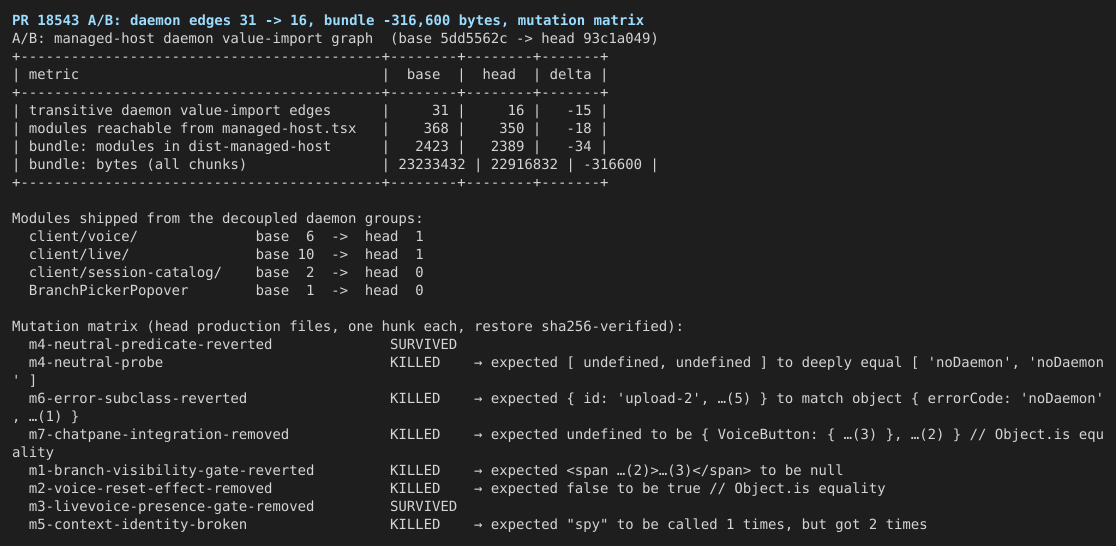 PR 18543 A/B: daemon edges 31 -> 16, bundle -316,600 bytes, mutation matrix
A/B: managed-host daemon value-import graph  (base 5dd5562c -> head 93c1a049)
+-------------------------------------------+--------+--------+-------+
| metric                                    |  base  |  head  | delta |
+-------------------------------------------+--------+--------+-------+
| transitive daemon value-import edges      |     31 |     16 |   -15 |
| modules reachable from managed-host.tsx   |    368 |    350 |   -18 |
| bundle: modules in dist-managed-host      |   2423 |   2389 |   -34 |
| bundle: bytes (all chunks)                | 23233432 | 22916832 | -316600 |
+-------------------------------------------+--------+--------+-------+
Modules shipped from the decoupled daemon groups:
  client/voice/              base  6  ->  head  1
  client/live/               base 10  ->  head  1
  client/session-catalog/    base  2  ->  head  0
  BranchPickerPopover        base  1  ->  head  0
Mutation matrix (head production files, one hunk each, restore sha256-verified):
  m4-neutral-predicate-reverted              SURVIVED
  m4-neutral-probe                           KILLED    → expected [ undefined, undefined ] to deeply equal [ 'noDaemon', 'noDaemon
' ]
  m6-error-subclass-reverted                 KILLED    → expected { id: 'upload-2', …(5) } to match object { errorCode: 'noDaemon'
, …(1) }
  m7-chatpane-integration-removed            KILLED    → expected undefined to be { VoiceButton: { …(3) }, …(2) } // Object.is equ
ality
  m1-branch-visibility-gate-reverted         KILLED    → expected <span …(2)>…(3)</span> to be null
  m2-voice-reset-effect-removed              KILLED    → expected false to be true // Object.is equality
  m3-livevoice-presence-gate-removed         SURVIVED
  m5-context-identity-broken                 KILLED    → expected "spy" to be called 1 times, but got 2 times